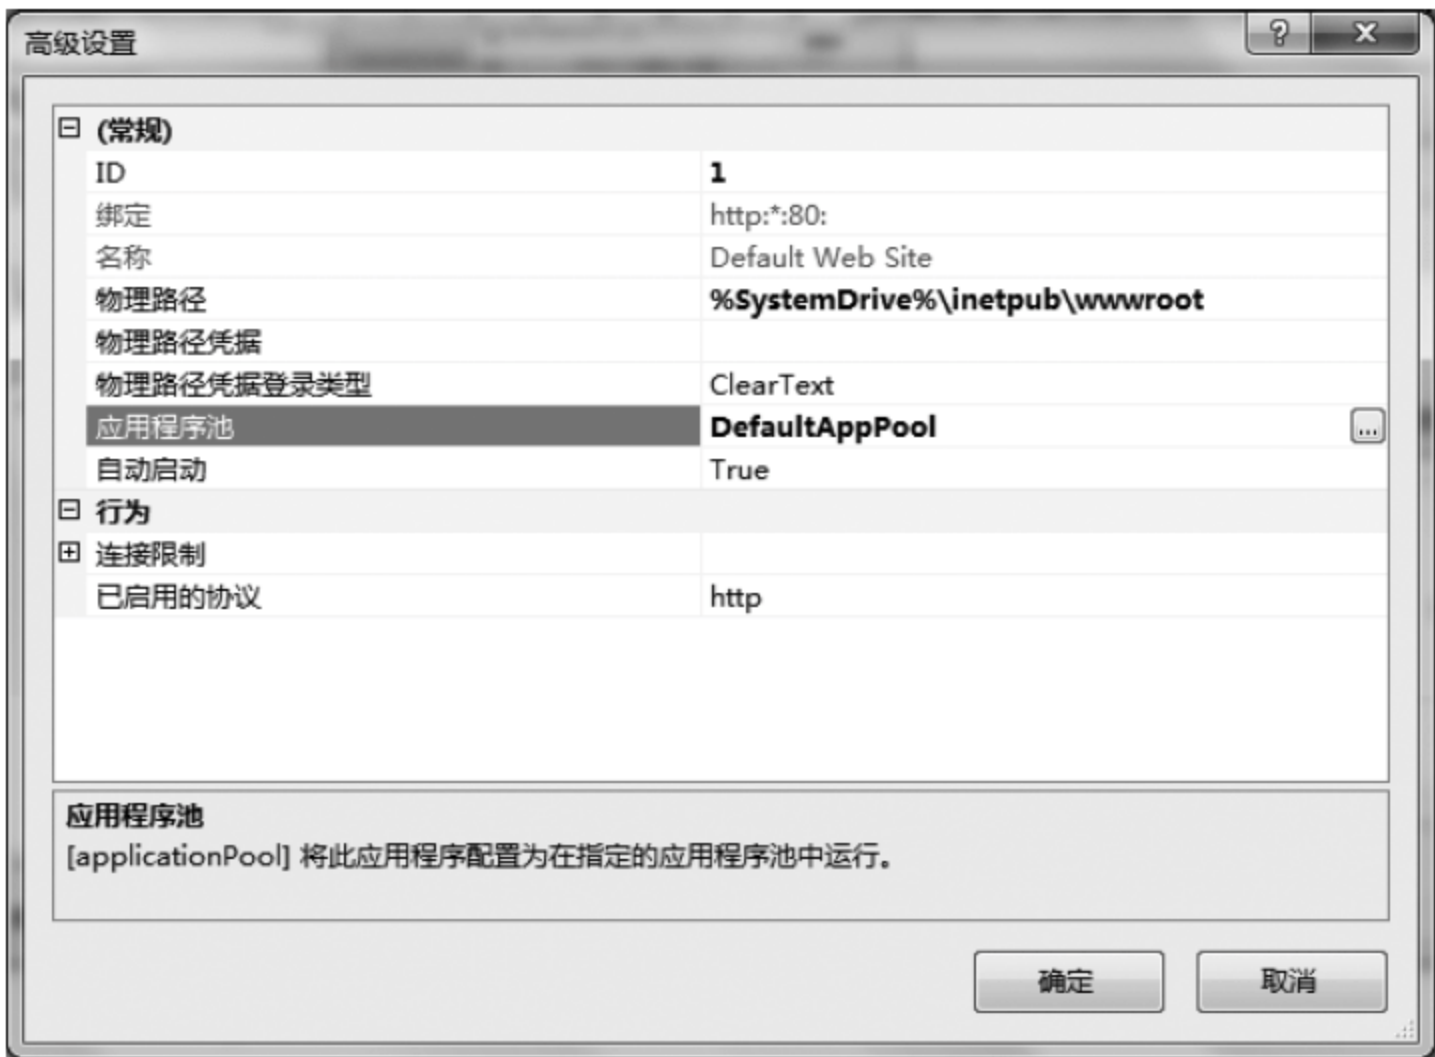 高级设置
(常规)
ID 1
绑定 http:*:80:
名称 Default Web Site
物理路径 %SystemDrive%\inetpub\wwwroot
物理路径凭据
物理路径凭据登录类型 ClearText
应用程序池 DefaultAppPool ...
自动启动 True
行为
连接限制
已启用的协议 http
应用程序池
[applicationPool] 将此应用程序配置为在指定的应用程序池中运行。
确定 取消